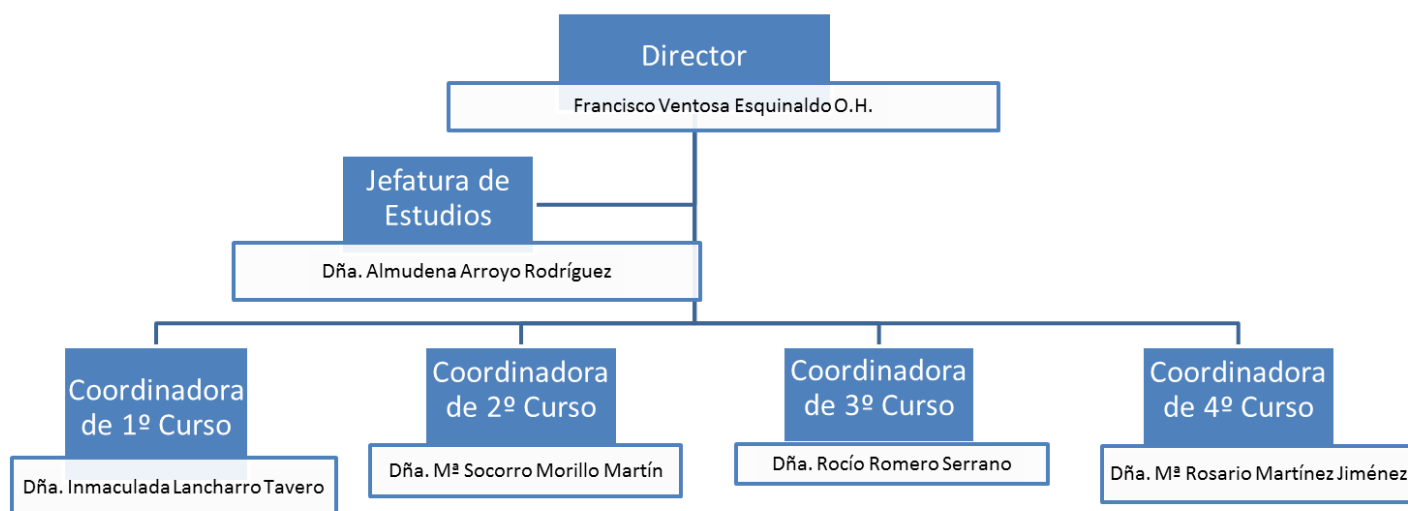 Director
Francisco Ventosa Esquinaldo O.H.
Jefatura de
Estudios
Dña. Almudena Arroyo Rodríguez
Coordinadora
de 1º Curso
Dña. Inmaculada Lancharro Tavero
Coordinadora
de 2º Curso
Dña. Mª Socorro Morillo Martín
Coordinadora
de 3º Curso
Dña. Rocío Romero Serrano
Coordinadora
de 4º Curso
Dña. Mª Rosario Martínez Jiménez